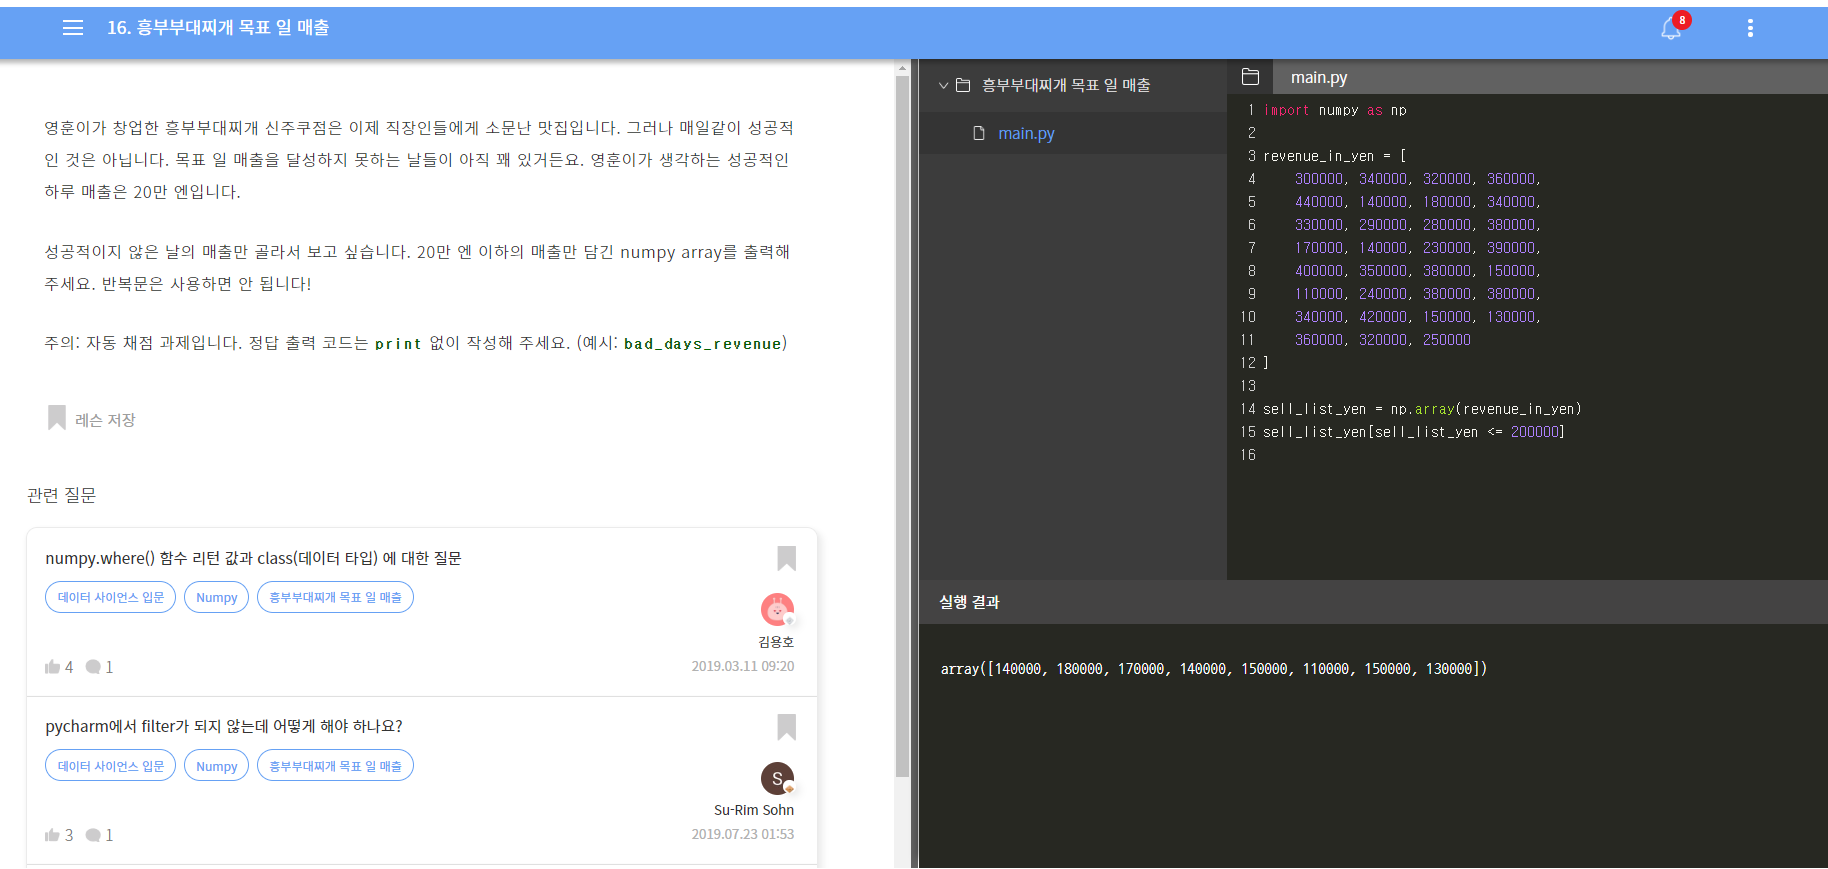 16. 흥부부대찌개 목표 일 매출
8
영훈이가 창업한 흥부부대찌개 신주쿠점은 이제 직장인들에게 소문난 맛집입니다. 그러나 매일같이 성공적
인 것은 아닙니다. 목표 일 매출을 달성하지 못하는 날들이 아직 꽤 있거든요. 영훈이가 생각하는 성공적인
하루 매출은 20만 엔입니다.
성공적이지 않은 날의 매출만 골라서 보고 싶습니다. 20만 엔 이하의 매출만 담긴 numpy array를 출력해
주세요. 반복문은 사용하면 안 됩니다!
주의: 자동 채점 과제입니다. 정답 출력 코드는 print 없이 작성해 주세요. (예시: bad_days_revenue)
레슨 저장
관련 질문
numpy.where() 함수 리턴 값과 class(데이터 타입) 에 대한 질문
데이터 사이언스 입문 Numpy 흥부부대찌개 목표 일 매출
김용호
4 1 2019.03.11 09:20
pycharm에서 filter가 되지 않는데 어떻게 해야 하나요?
데이터 사이언스 입문 Numpy 흥부부대찌개 목표 일 매출
S
Su-Rim Sohn
3 1 2019.07.23 01:53
흥부부대찌개 목표 일 매출
main.py
main.py
1 import numpy as np
2
3 revenue_in_yen = [
4 300000, 340000, 320000, 360000,
5 440000, 140000, 180000, 340000,
6 330000, 290000, 280000, 380000,
7 170000, 140000, 230000, 390000,
8 400000, 350000, 380000, 150000,
9 110000, 240000, 380000, 380000,
10 340000, 420000, 150000, 130000,
11 360000, 320000, 250000
12 ]
13
14 sell_list_yen = np.array(revenue_in_yen)
15 sell_list_yen[sell_list_yen <= 200000]
16
실행 결과
array([140000, 180000, 170000, 140000, 150000, 110000, 150000, 130000])